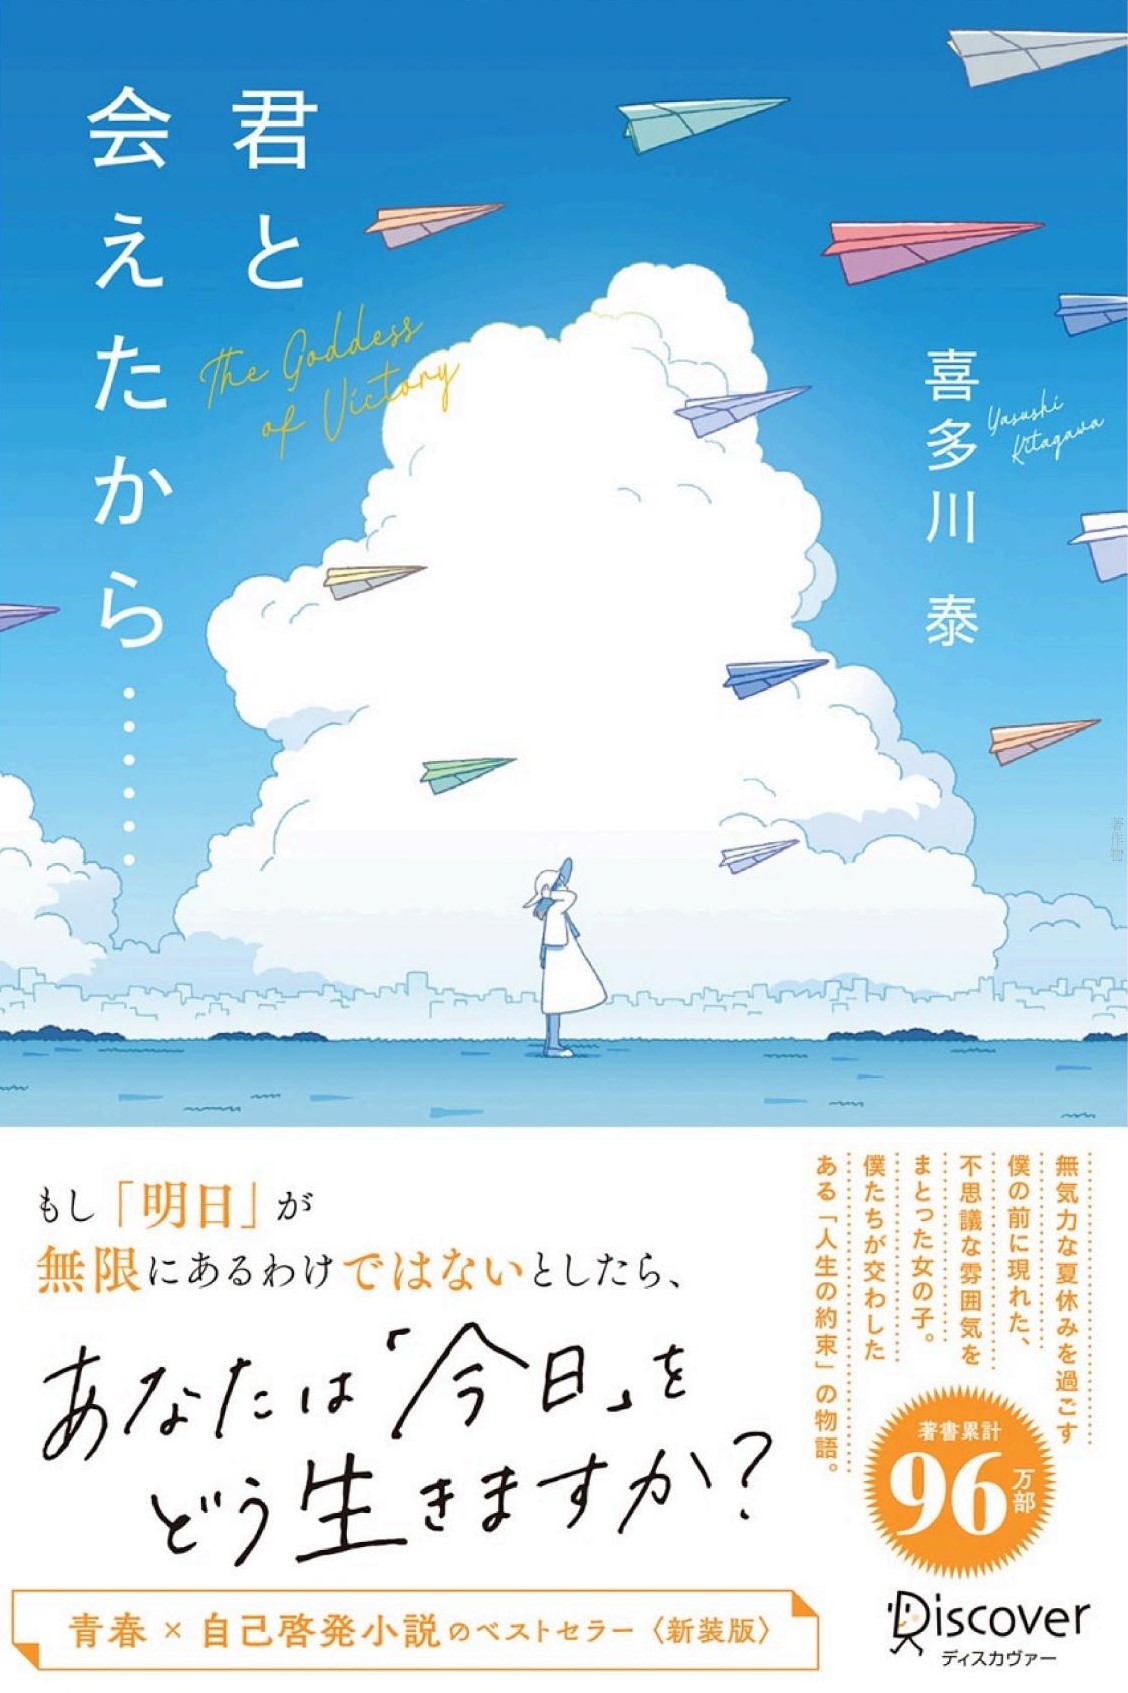 君と
会えたから……
The Goddess
of Victory
喜多川 泰
Yasushi
Kitagawa
著作物
もし「明日」が
無限にあるわけではないとしたら、
あなたは「今日」を
どう生きますか？
無気力な夏休みを過ごす
僕の前に現れた、
不思議な雰囲気を
まとった女の子。
僕たちが交わした
ある「人生の約束」の物語。
著書累計
96万部
青春×自己啓発小説のベストセラー〈新装版〉
Discover
ディスカヴァー